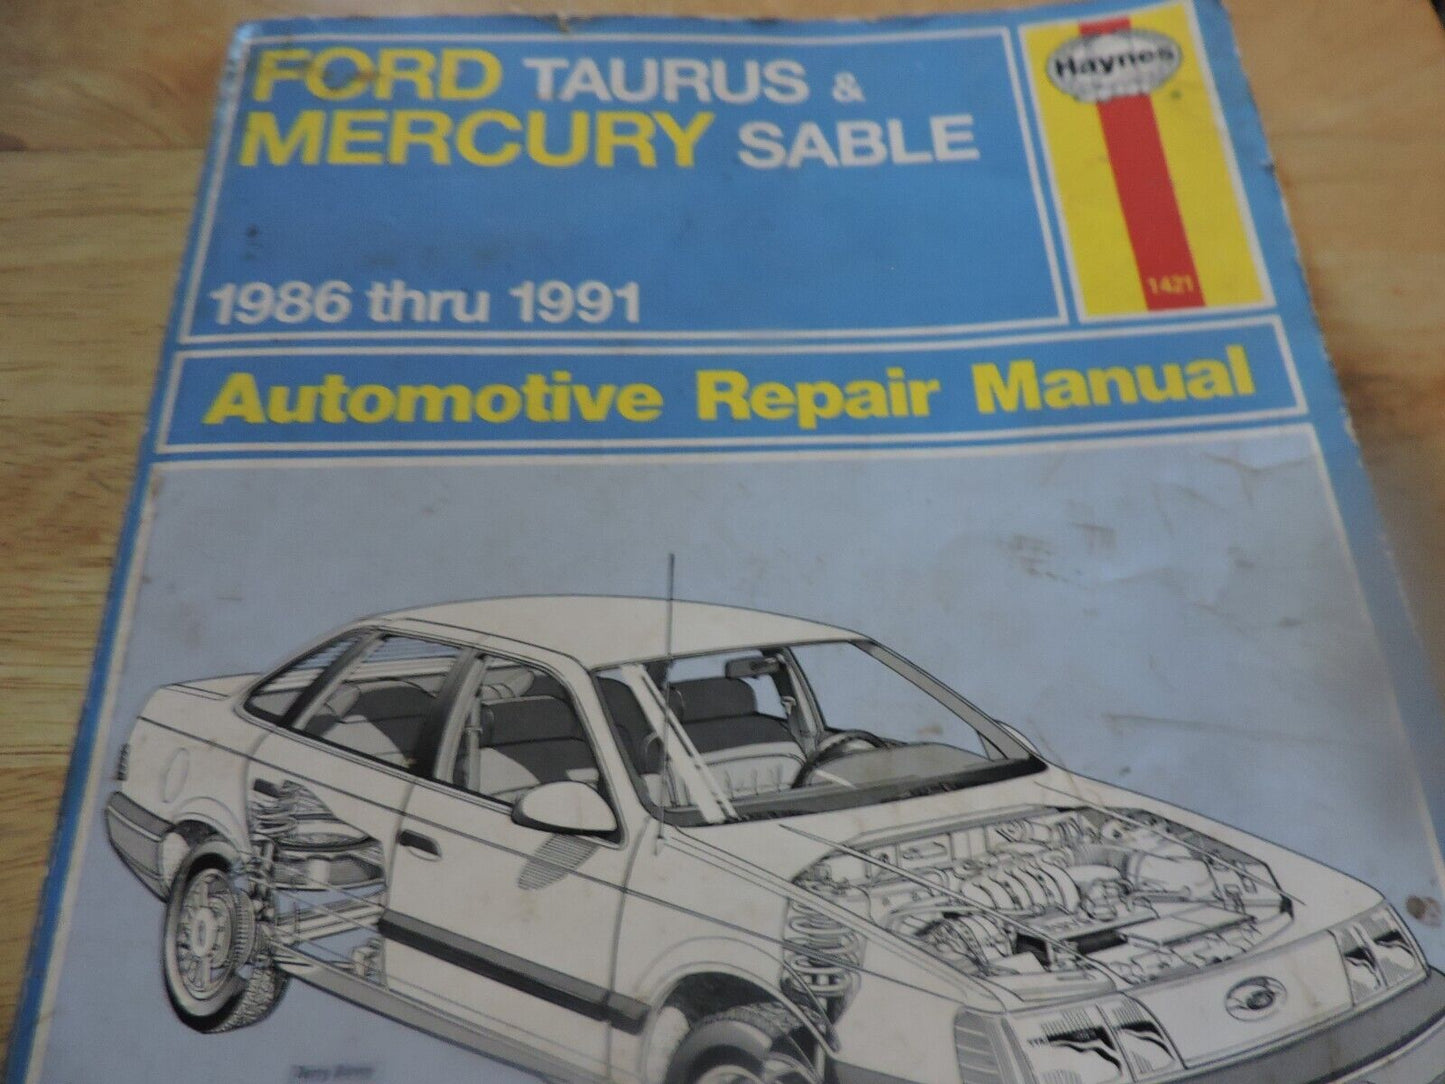 FORD TAURUS &
MERCURY SABLE
1986 thru 1991
Haynes
1421
Automotive Repair Manual